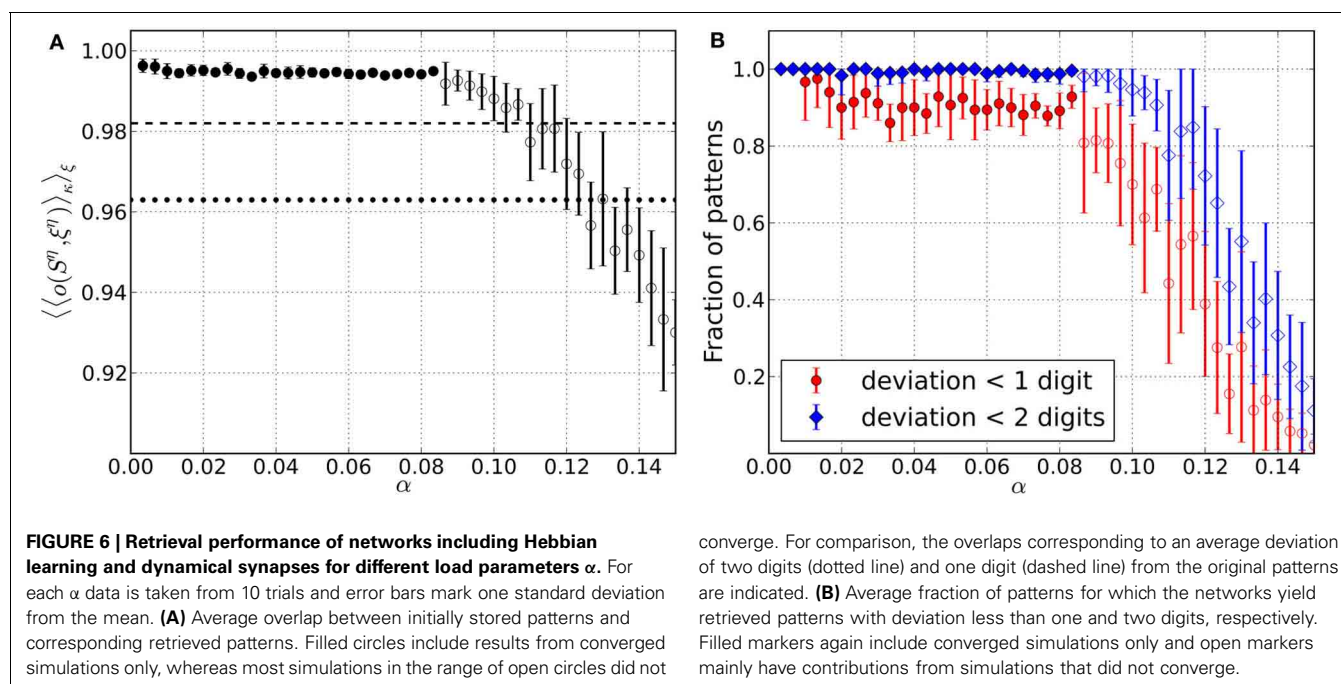 A
1.00
0.98
0.96
0.94
0.92
⟨⟨o(S^η, ξ^η)⟩_κ⟩_ξ
0.00 0.02 0.04 0.06 0.08 0.10 0.12 0.14
α
B
1.0
0.8
0.6
0.4
0.2
Fraction of patterns
deviation < 1 digit
deviation < 2 digits
0.00 0.02 0.04 0.06 0.08 0.10 0.12 0.14
α
FIGURE 6 | Retrieval performance of networks including Hebbian
learning and dynamical synapses for different load parameters α. For
each α data is taken from 10 trials and error bars mark one standard deviation
from the mean. (A) Average overlap between initially stored patterns and
corresponding retrieved patterns. Filled circles include results from converged
simulations only, whereas most simulations in the range of open circles did not
converge. For comparison, the overlaps corresponding to an average deviation
of two digits (dotted line) and one digit (dashed line) from the original patterns
are indicated. (B) Average fraction of patterns for which the networks yield
retrieved patterns with deviation less than one and two digits, respectively.
Filled markers again include converged simulations only and open markers
mainly have contributions from simulations that did not converge.